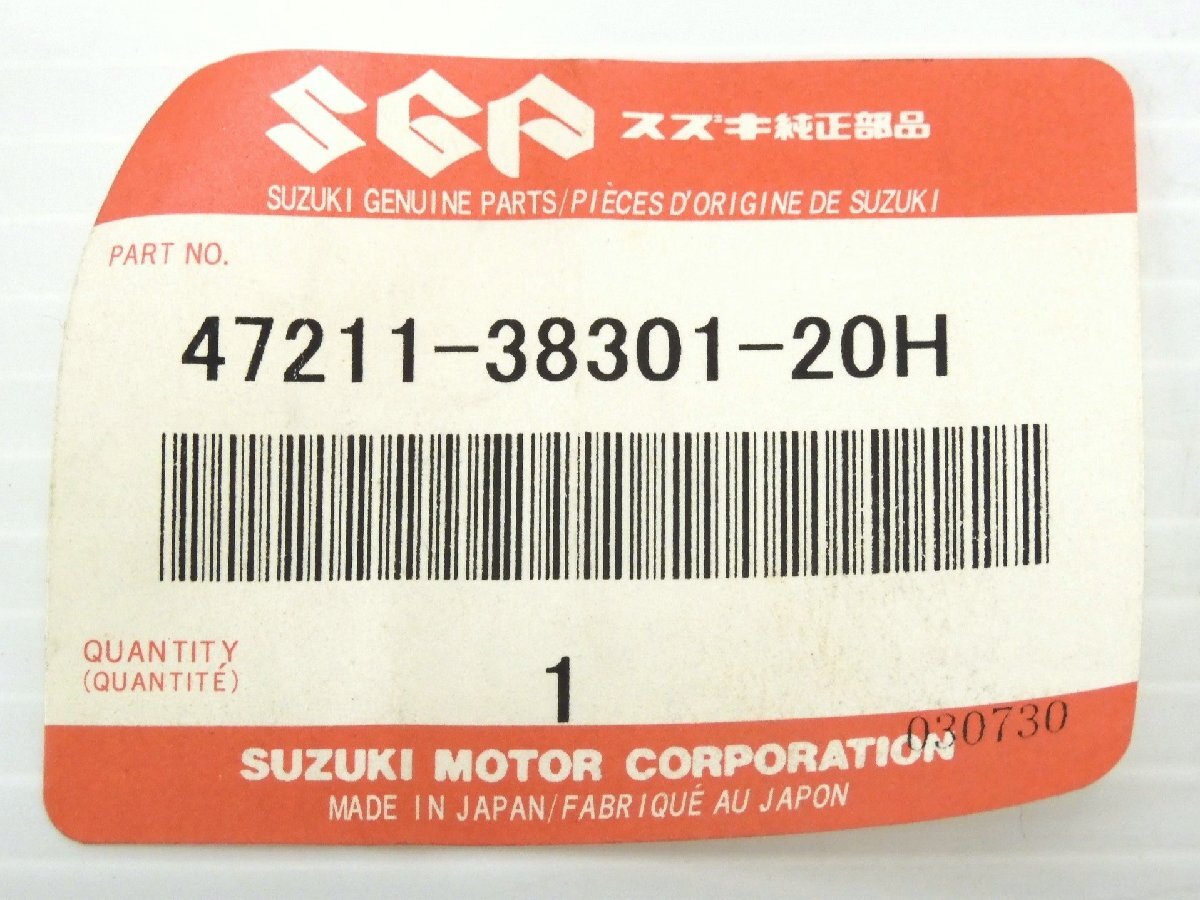 SGP スズキ純正部品
SUZUKI GENUINE PARTS/PIÈCES D'ORIGINE DE SUZUKI
PART NO.
47211-38301-20H
QUANTITY
(QUANTITÉ)
1
030730
SUZUKI MOTOR CORPORATION
MADE IN JAPAN/FABRIQUÉ AU JAPON